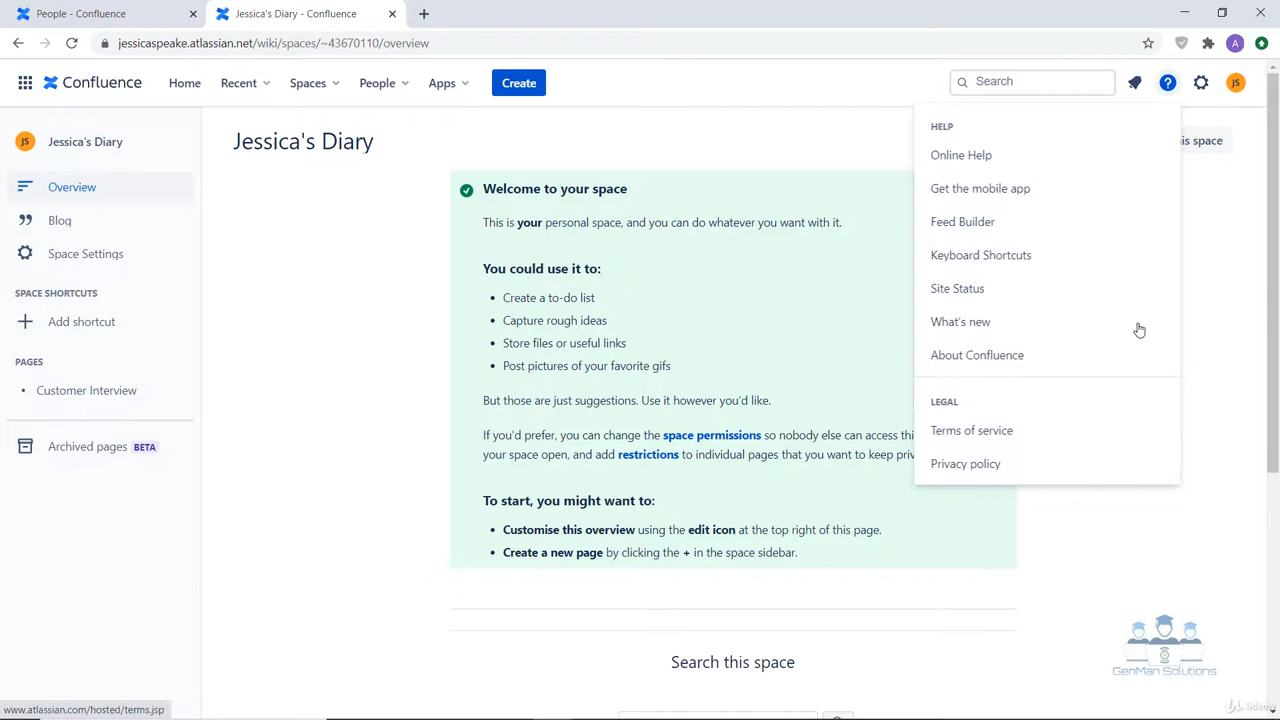 People - Confluence
Jessica's Diary - Confluence
jessicaspeake.atlassian.net/wiki/spaces/~43670110/overview
A
Confluence Home Recent Spaces People Apps Create Search JS
JS Jessica's Diary
Overview
Blog
Space Settings
SPACE SHORTCUTS
Add shortcut
PAGES
Customer Interview
Archived pages BETA
Jessica's Diary
is space
Welcome to your space
This is your personal space, and you can do whatever you want with it.
You could use it to:
• Create a to-do list
• Capture rough ideas
• Store files or useful links
• Post pictures of your favorite gifs
But those are just suggestions. Use it however you'd like.
If you'd prefer, you can change the space permissions so nobody else can access thi
your space open, and add restrictions to individual pages that you want to keep priv
To start, you might want to:
• Customise this overview using the edit icon at the top right of this page.
• Create a new page by clicking the + in the space sidebar.
Search this space
HELP
Online Help
Get the mobile app
Feed Builder
Keyboard Shortcuts
Site Status
What's new
About Confluence
LEGAL
Terms of service
Privacy policy
GenMan Solutions
Udemy
www.atlassian.com/hosted/terms.jsp